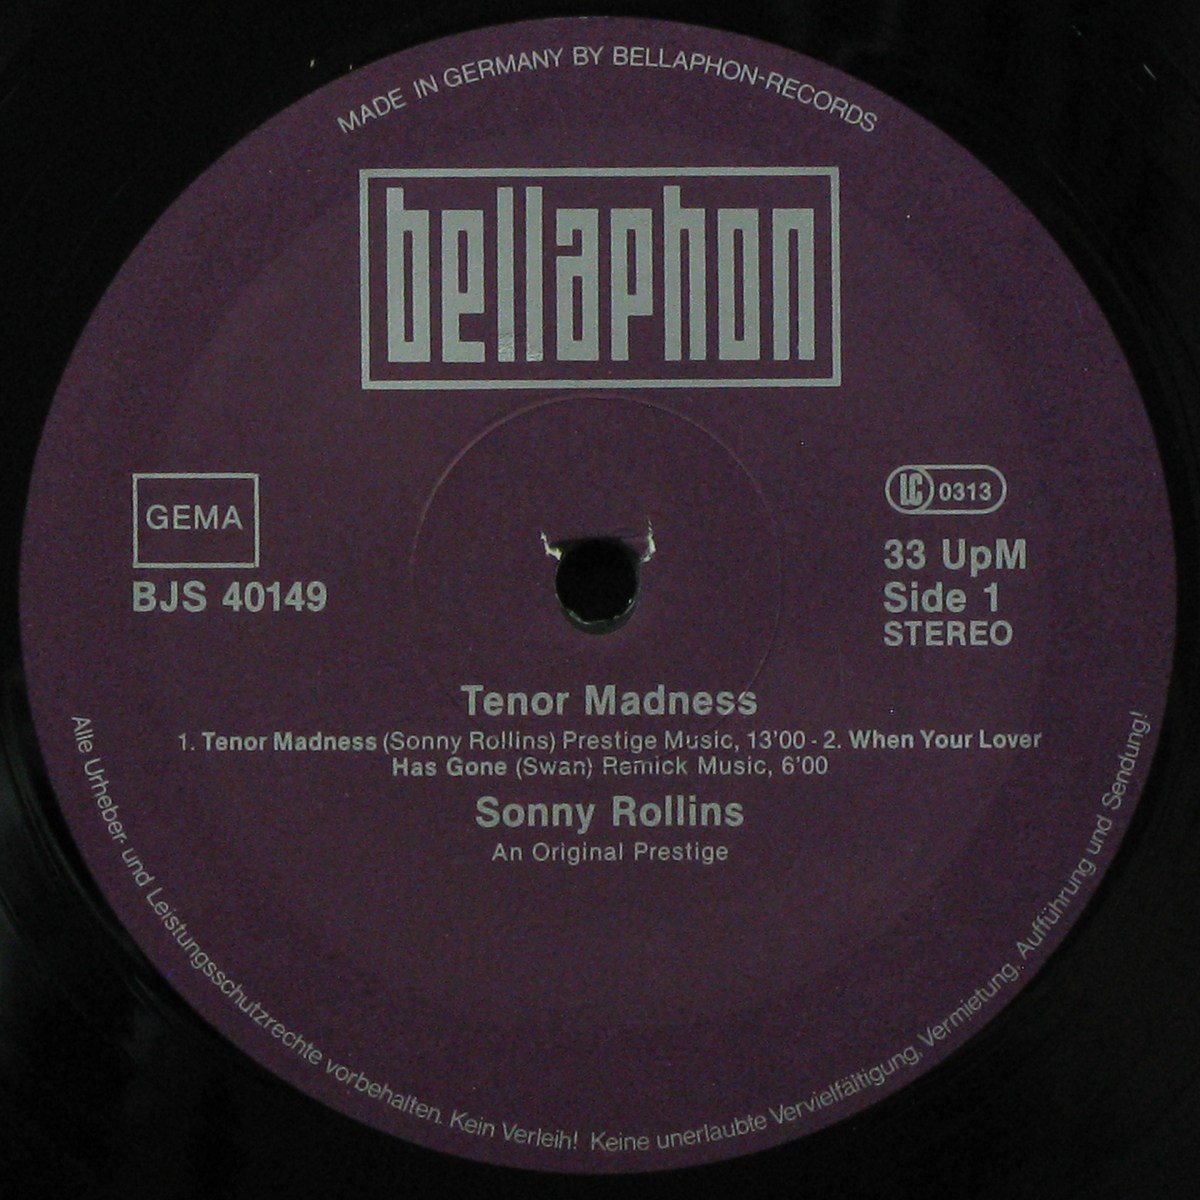 MADE IN GERMANY BY BELLAPHON-RECORDS
bellaphon
GEMA
BJS 40149
LC 0313
33 UpM
Side 1
STEREO
Tenor Madness
1. Tenor Madness (Sonny Rollins) Prestige Music, 13'00 - 2. When Your Lover
Has Gone (Swan) Remick Music, 6'00
Sonny Rollins
An Original Prestige
Alle Urheber- und Leistungsschutzrechte vorbehalten. Kein Verleih! Keine unerlaubte Vervielfältigung, Vermietung, Aufführung und Sendung!